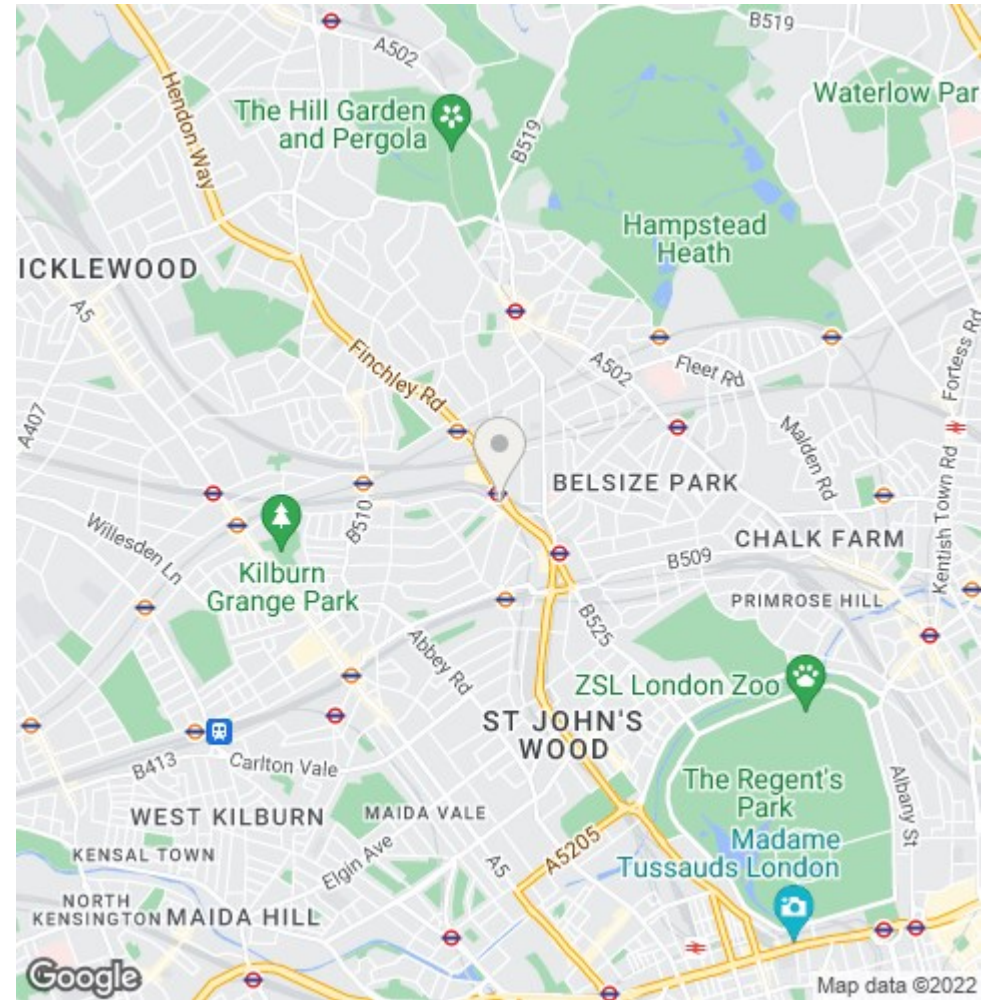 B519
A502
Hendon Way
The Hill Garden
and Pergola
B519
Waterlow Par
Hampstead
Heath
ICKLEWOOD
A5
Finchley Rd
A502
Fleet Rd
Fortess Rd
A407
Malden Rd
BELSIZE PARK
B510
Willesden Ln
Kilburn
Grange Park
CHALK FARM
Kentish Town Rd
B509
PRIMROSE HILL
Abbey Rd
B525
ZSL London Zoo
ST JOHN'S
WOOD
B413
Carlton Vale
The Regent's
Park
Albany St
WEST KILBURN
MAIDA VALE
Madame
Tussauds London
KENSAL TOWN
Elgin Ave
A5
A5205
NORTH
KENSINGTON
MAIDA HILL
Google
Map data ©2022